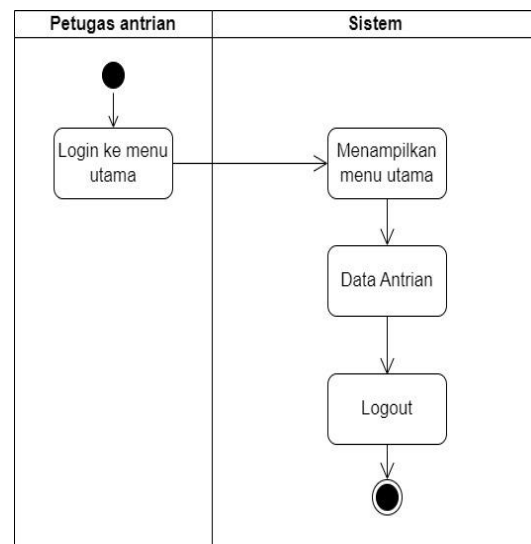 Petugas antrian
Sistem
Login ke menu
utama
Menampilkan
menu utama
Data Antrian
Logout